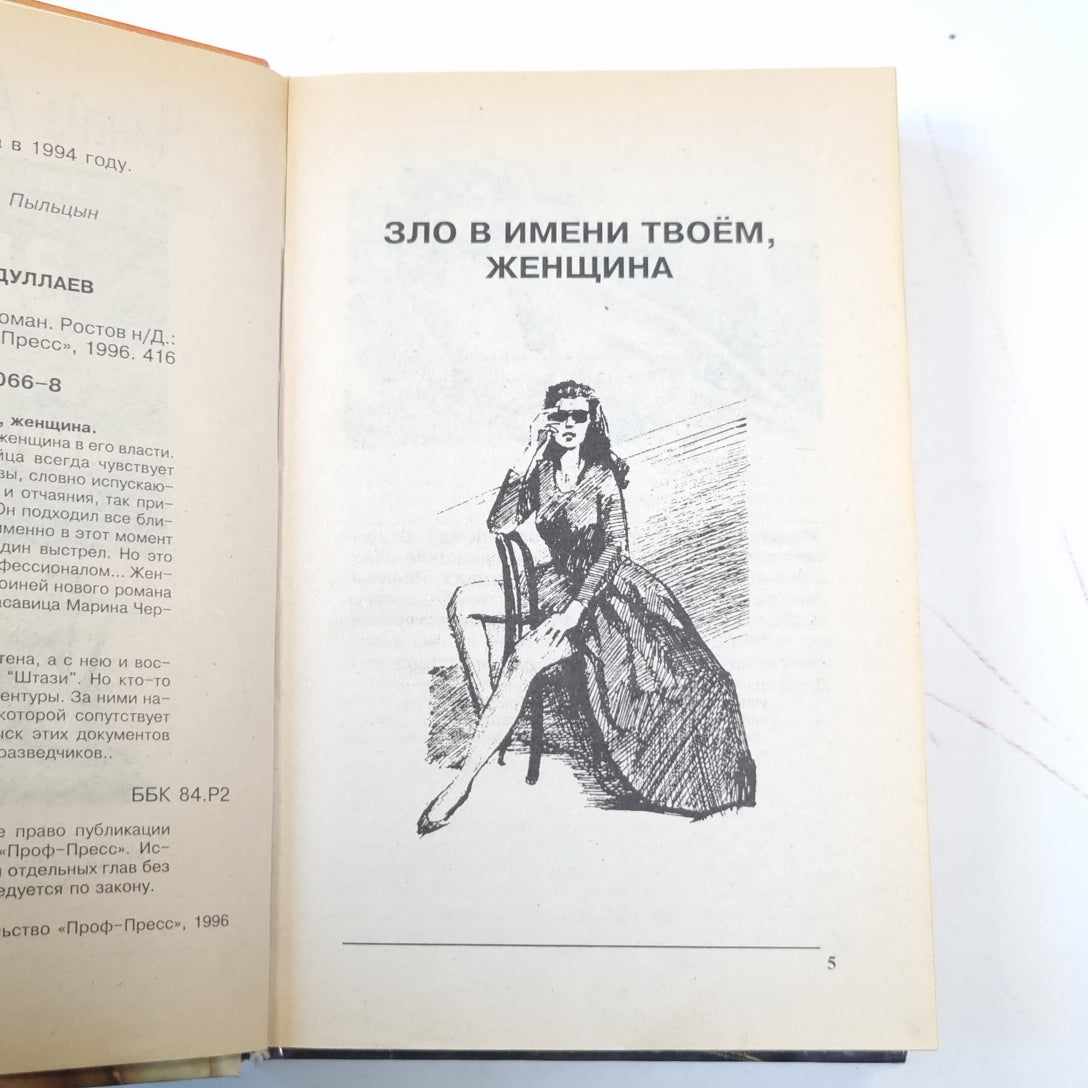 а в 1994 году.
Пыльцын
ДУЛЛАЕВ
оман. Ростов н/Д.:
Пресс», 1996. 416
066-8
, женщина.
женщина в его власти.
йца всегда чувствует
вы, словно испускаю-
и отчаяния, так при-
Он подходил все бли-
именно в этот момент
дин выстрел. Но это
фессионалом... Жен-
оиней нового романа
асавица Марина Чер-
тена, а с нею и вос-
"Штази". Но кто-то
ентуры. За ними на-
которой сопутствует
ыск этих документов
разведчиков..
ББК 84.Р2
е право публикации
«Проф-Пресс». Ис-
отдельных глав без
едуется по закону.
льство «Проф-Пресс», 1996
ЗЛО В ИМЕНИ ТВОЁМ,
ЖЕНЩИНА
5